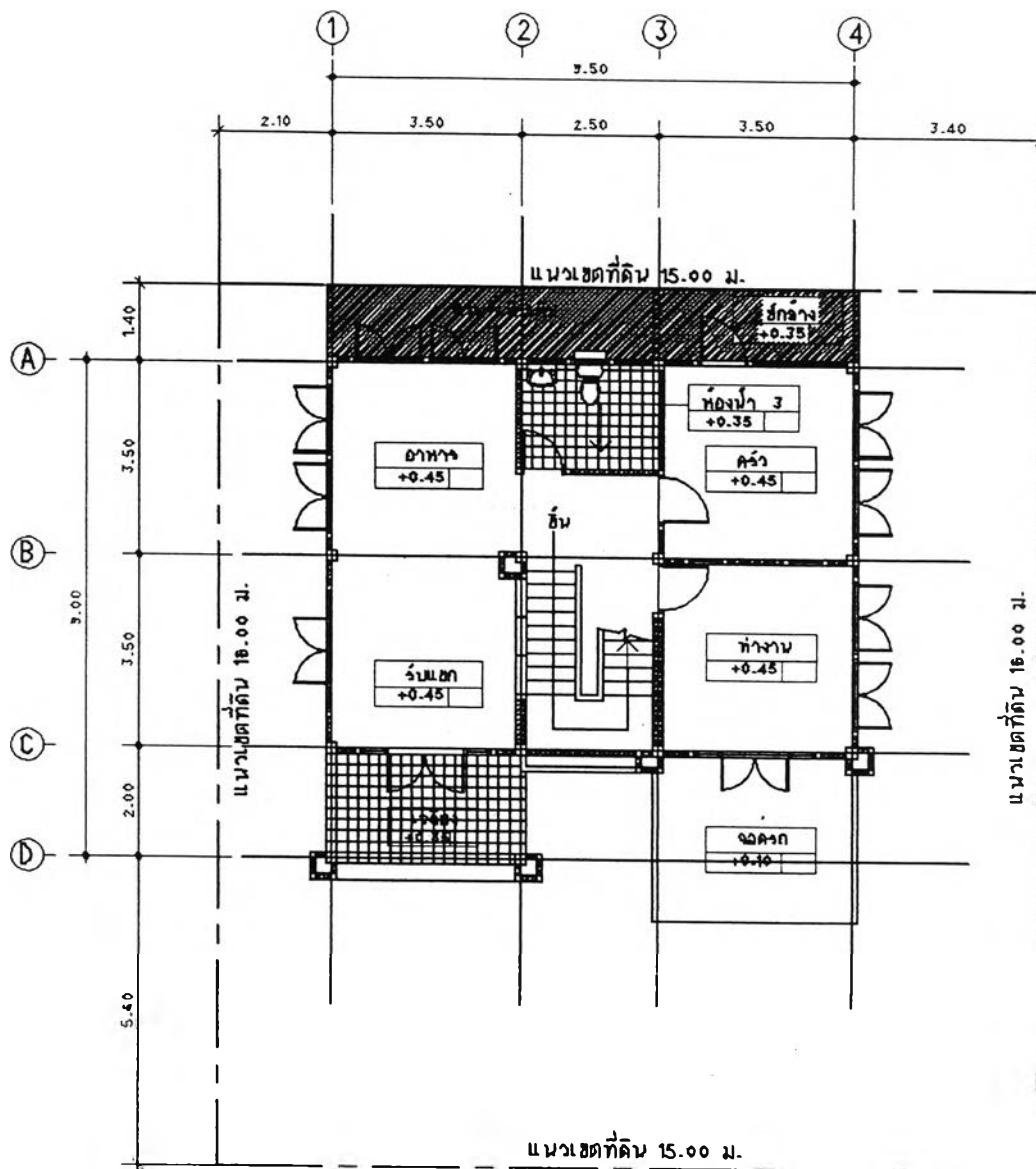 1 2 3 4
9.50
2.10 3.50 2.50 3.50 3.40
แนวเขตที่ดิน 15.00 ม.
1.40
ซักล้าง
+0.35
A
ห้องน้ำ 3
+0.35
3.50
อาหาร
+0.45
ครัว
+0.45
ขึ้น
B
9.00
3.50
แนวเขตที่ดิน 16.00 ม.
แนวเขตที่ดิน 16.00 ม.
รับแขก
+0.45
ทำงาน
+0.45
C
2.00
จอดรถ
+0.10
D
5.40
แนวเขตที่ดิน 15.00 ม.